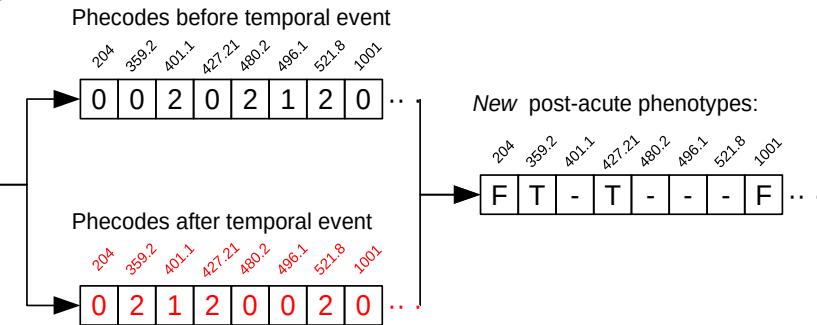 Phecodes before temporal event
204 359.2 401.1 427.21 480.2 496.1 521.8 1001
0 0 2 0 2 1 2 0 ...
New post-acute phenotypes:
204 359.2 401.1 427.21 480.2 496.1 521.8 1001
F T - T - - - F ...
Phecodes after temporal event
204 359.2 401.1 427.21 480.2 496.1 521.8 1001
0 2 1 2 0 0 2 0 ...